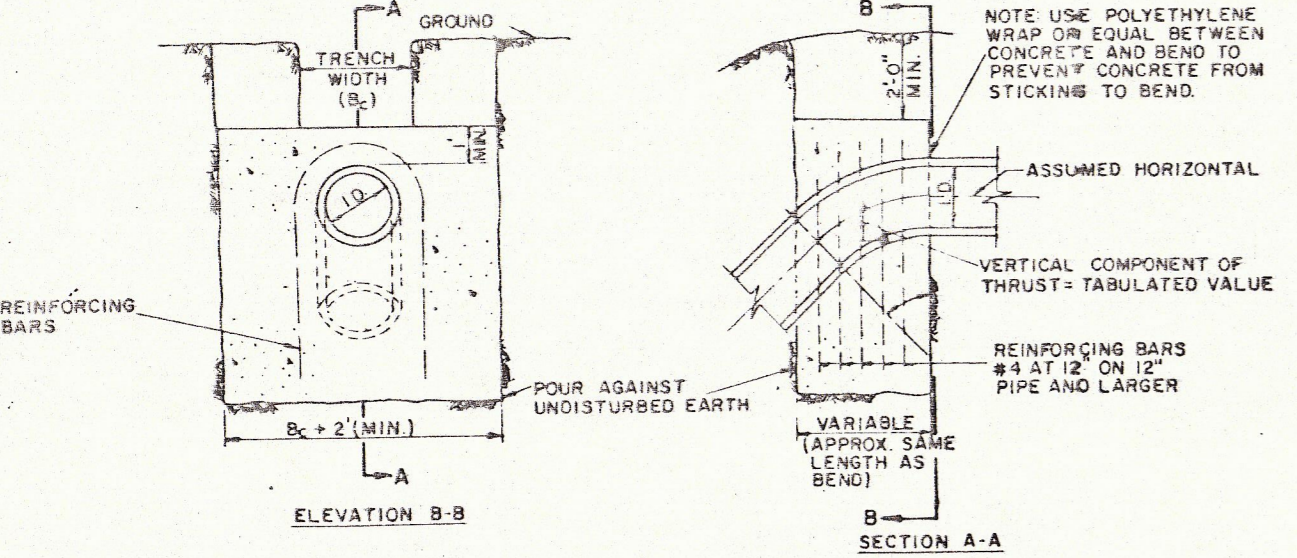 A
GROUND
TRENCH
WIDTH
(Bc)
1' MIN.
I D
REINFORCING
BARS
POUR AGAINST
UNDISTURBED EARTH
Bc + 2' (MIN.)
A
ELEVATION B-B
B
2'-0"
MIN.
NOTE: USE POLYETHYLENE
WRAP OR EQUAL BETWEEN
CONCRETE AND BEND TO
PREVENT CONCRETE FROM
STICKING TO BEND.
ASSUMED HORIZONTAL
I.D.
VERTICAL COMPONENT OF
THRUST = TABULATED VALUE
REINFORCING BARS
#4 AT 12" ON 12"
PIPE AND LARGER
VARIABLE
(APPROX. SAME
LENGTH AS
BEND)
B
SECTION A-A